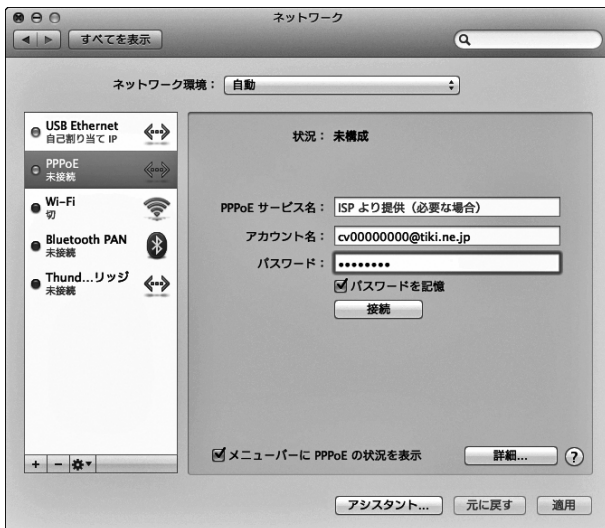 ネットワーク
すべてを表示
ネットワーク環境： 自動
USB Ethernet
自己割り当て IP
PPPoE
未接続
Wi-Fi
切
Bluetooth PAN
未接続
Thund...リッジ
未接続
状況： 未構成
PPPoE サービス名： ISP より提供（必要な場合）
アカウント名： cv00000000@tiki.ne.jp
パスワード： ••••••••
パスワードを記憶
接続
メニューバーに PPPoE の状況を表示
詳細...
?
アシスタント...
元に戻す
適用